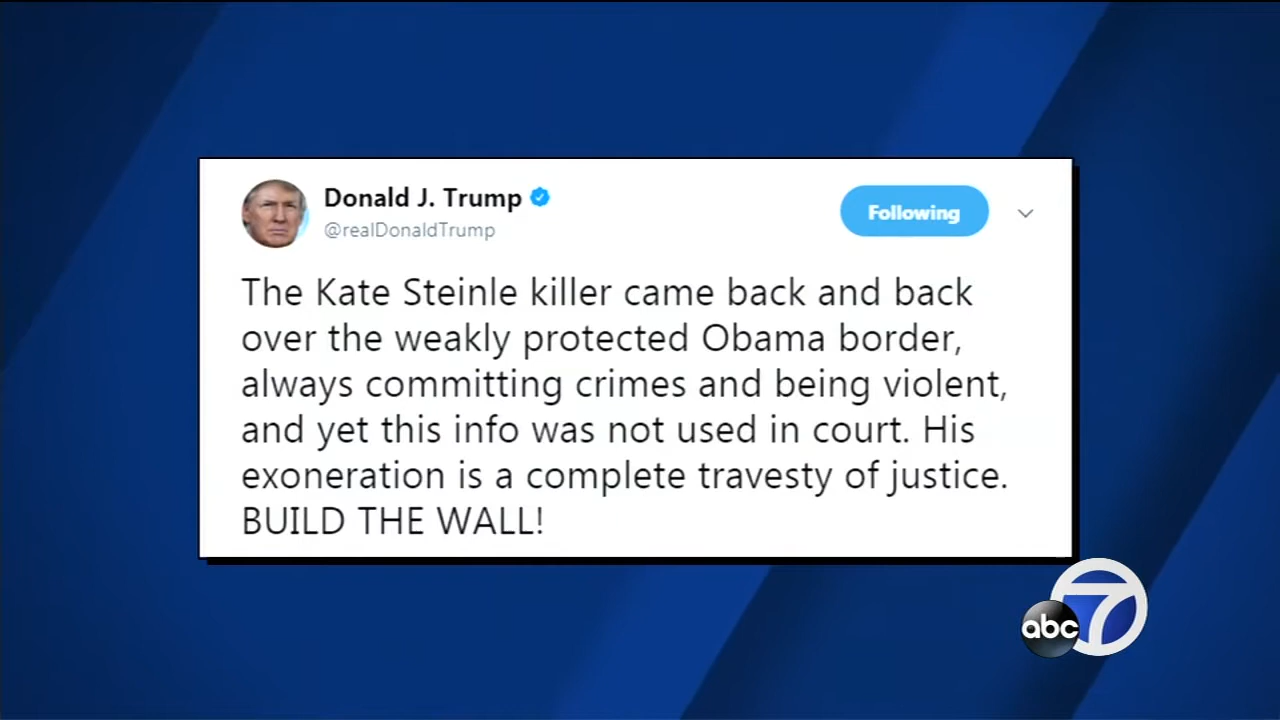 Donald J. Trump
@realDonaldTrump
Following
The Kate Steinle killer came back and back
over the weakly protected Obama border,
always committing crimes and being violent,
and yet this info was not used in court. His
exoneration is a complete travesty of justice.
BUILD THE WALL!
abc 7